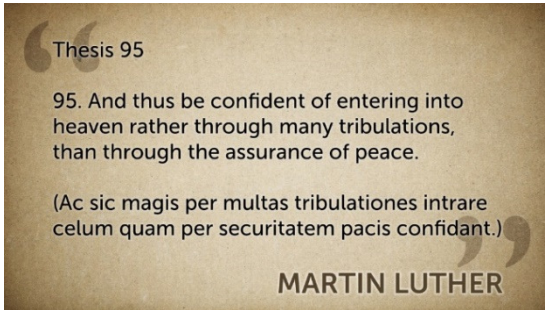 Thesis 95
95. And thus be confident of entering into
heaven rather through many tribulations,
than through the assurance of peace.
(Ac sic magis per multas tribulationes intrare
celum quam per securitatem pacis confidant.)
MARTIN LUTHER